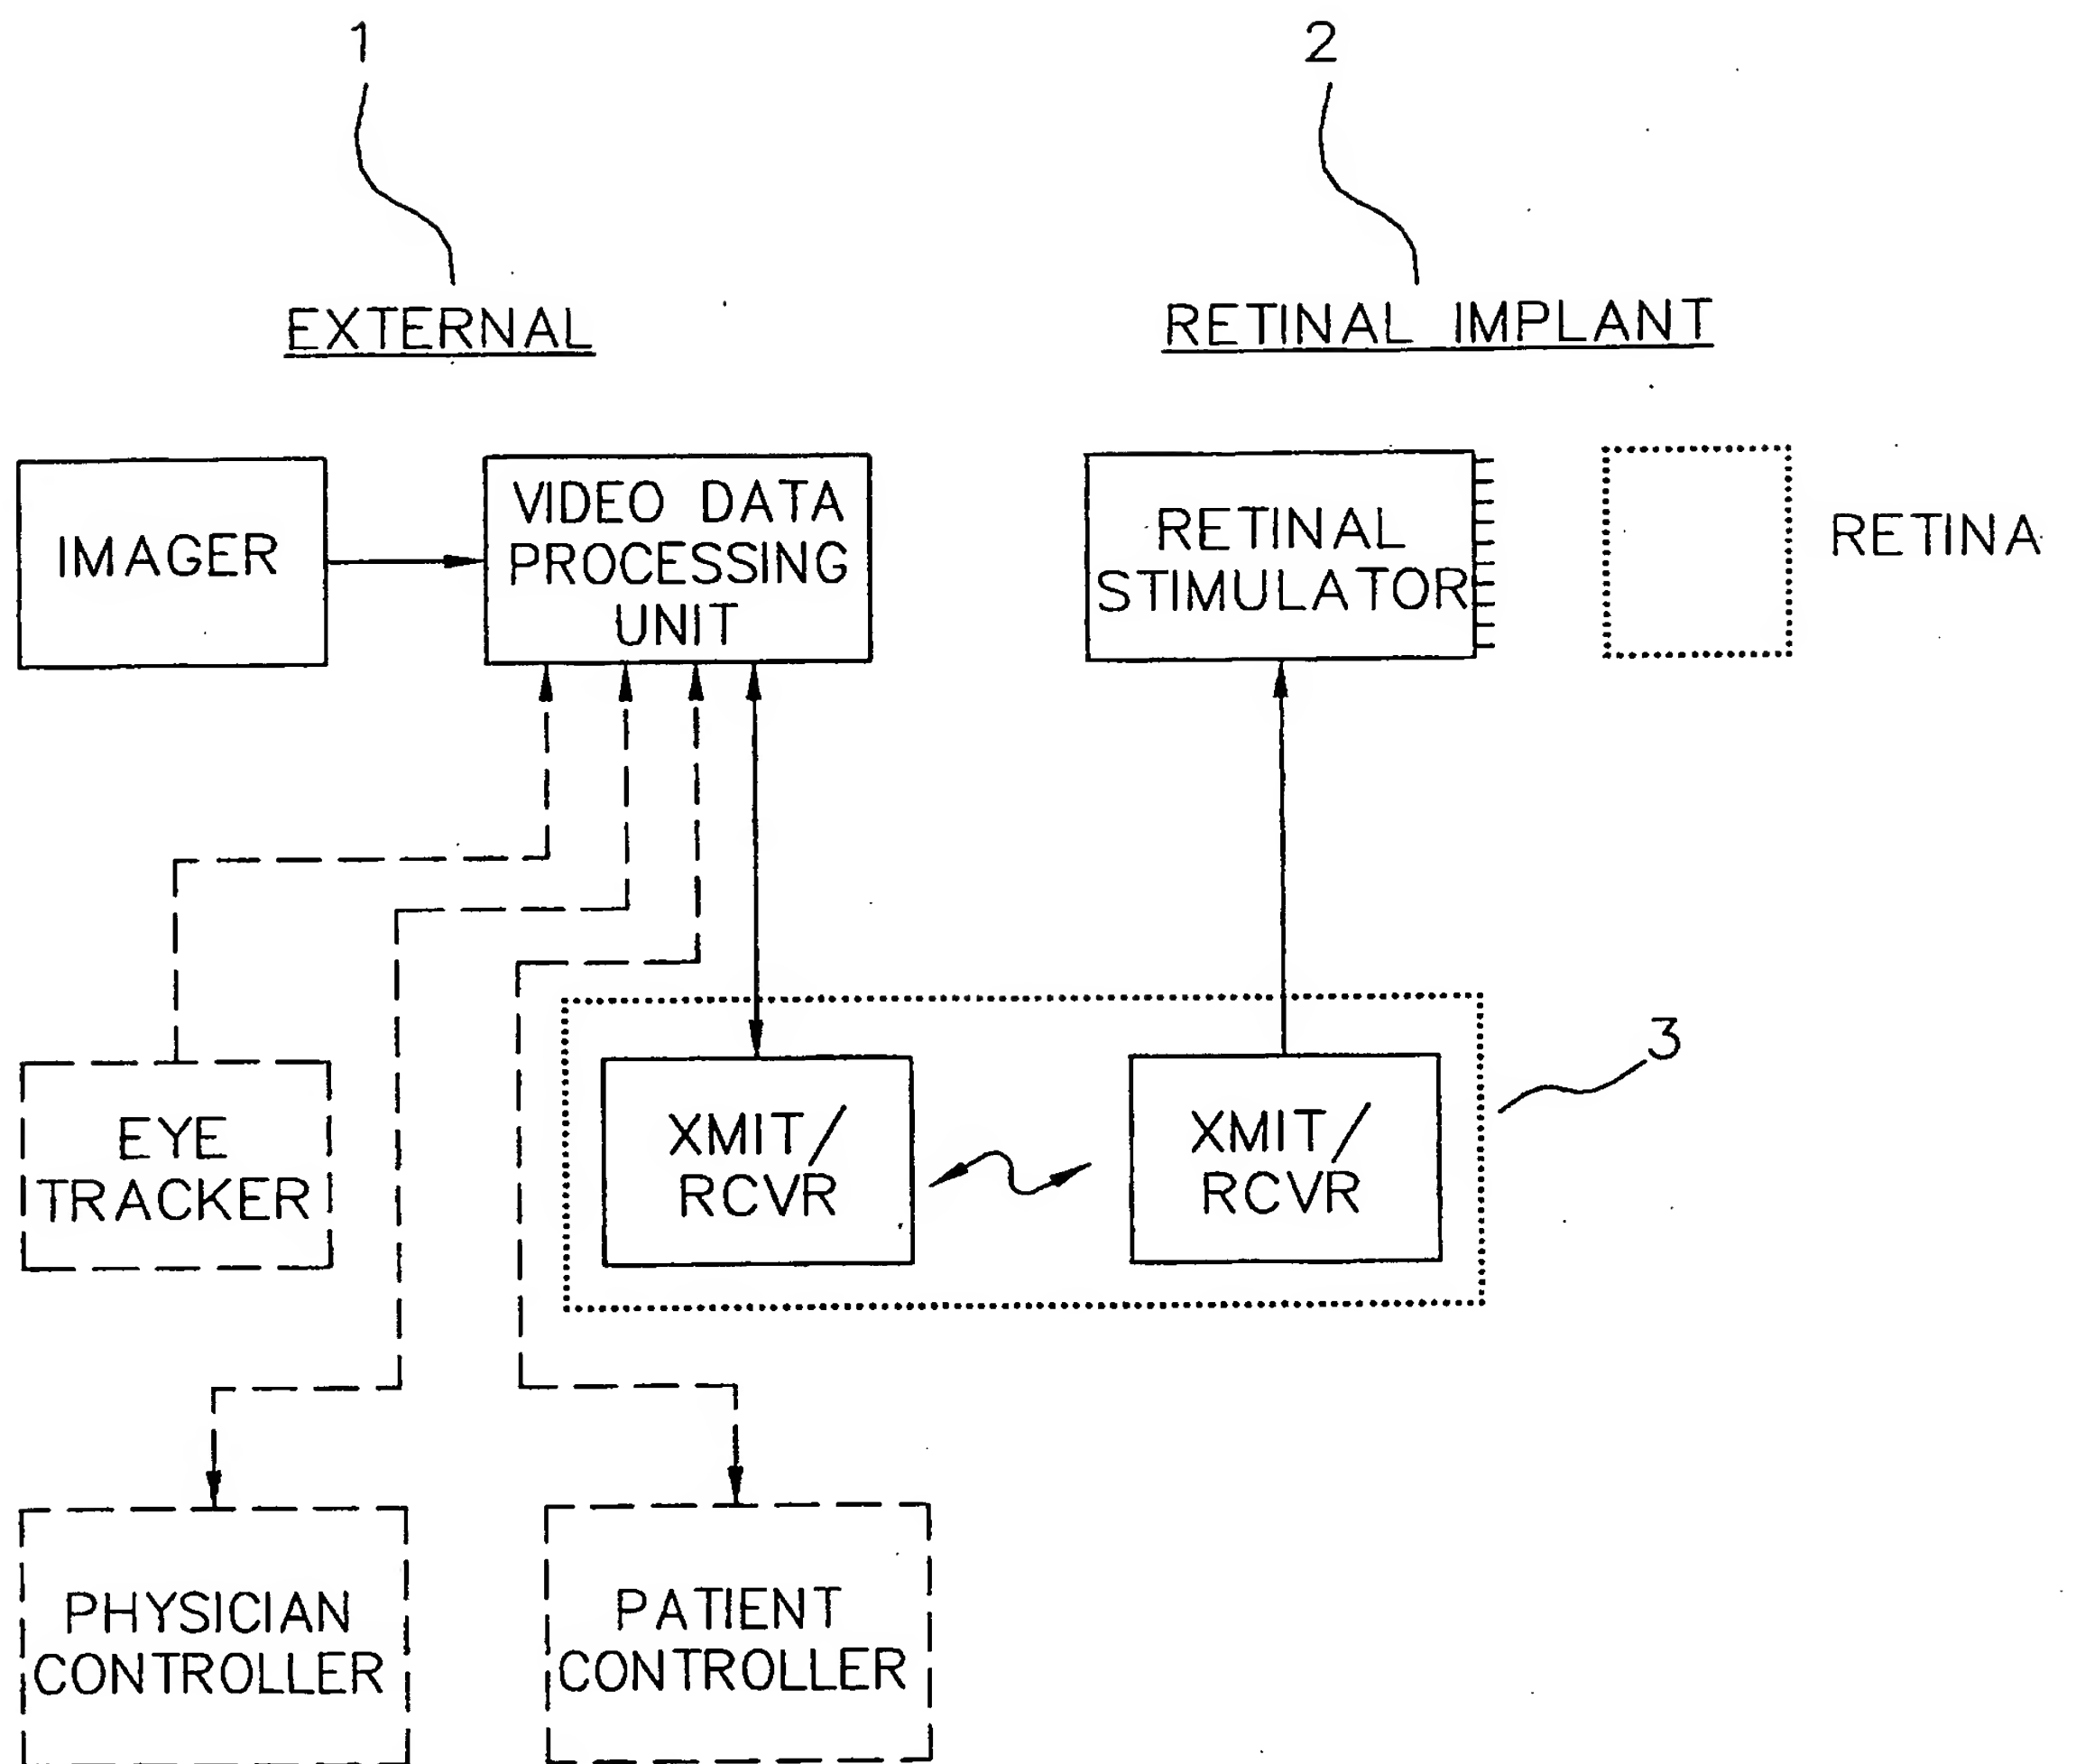 1
2
EXTERNAL
RETINAL IMPLANT
IMAGER
VIDEO DATA
PROCESSING
UNIT
RETINAL
STIMULATOR
RETINA
3
EYE
TRACKER
XMIT/
RCVR
XMIT/
RCVR
PHYSICIAN
CONTROLLER
PATIENT
CONTROLLER